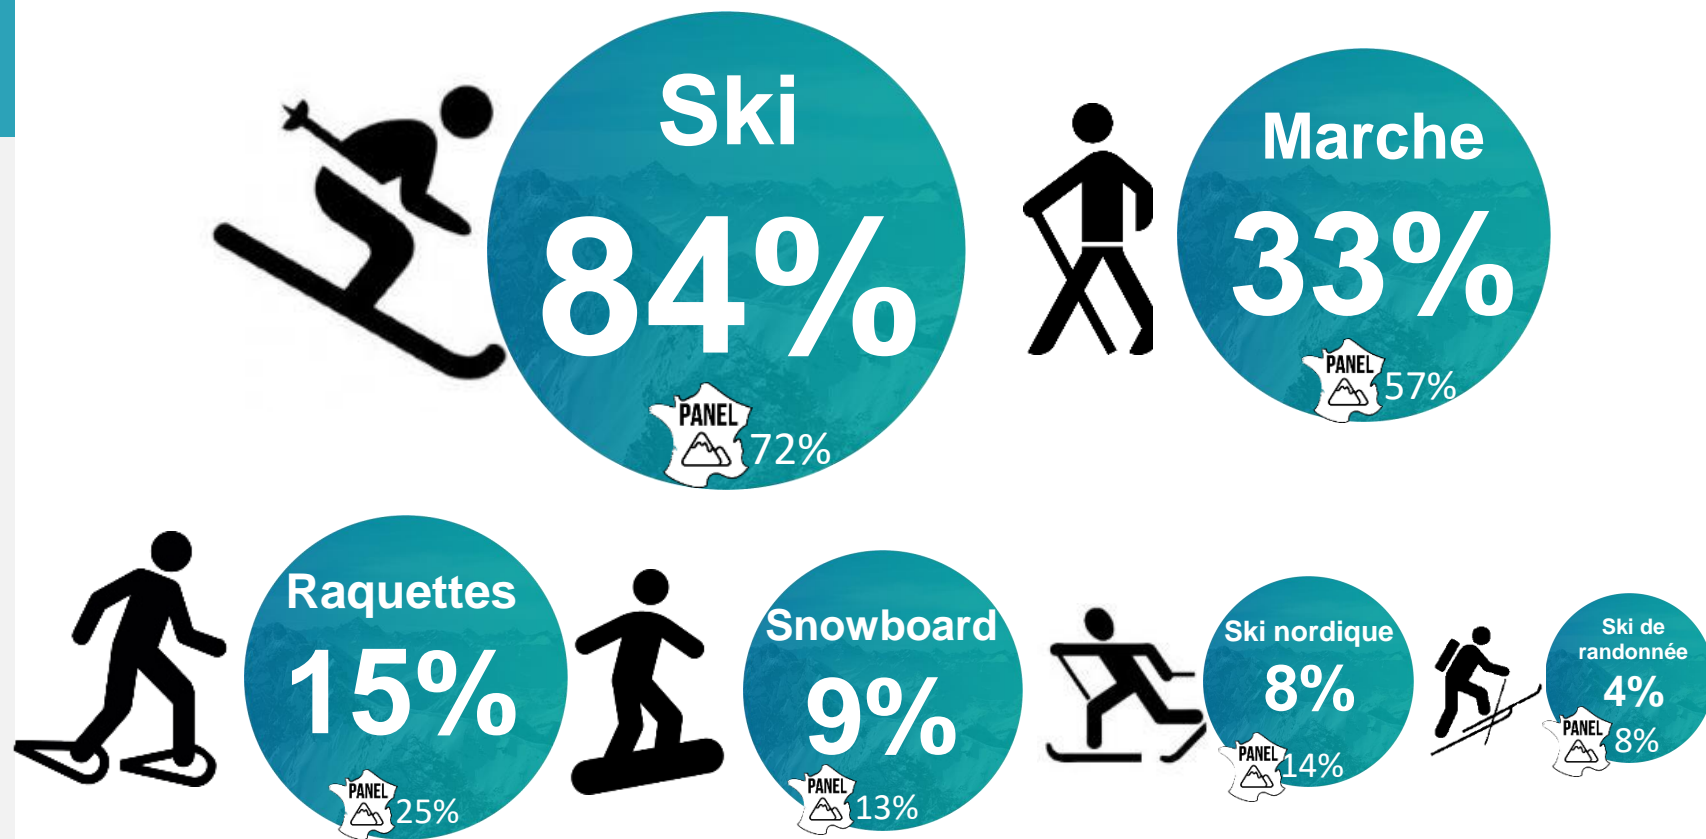 Ski
84%
PANEL
72%
Marche
33%
PANEL
57%
Raquettes
15%
PANEL
25%
Snowboard
9%
PANEL
13%
Ski nordique
8%
PANEL
14%
Ski de
randonnée
4%
PANEL
8%